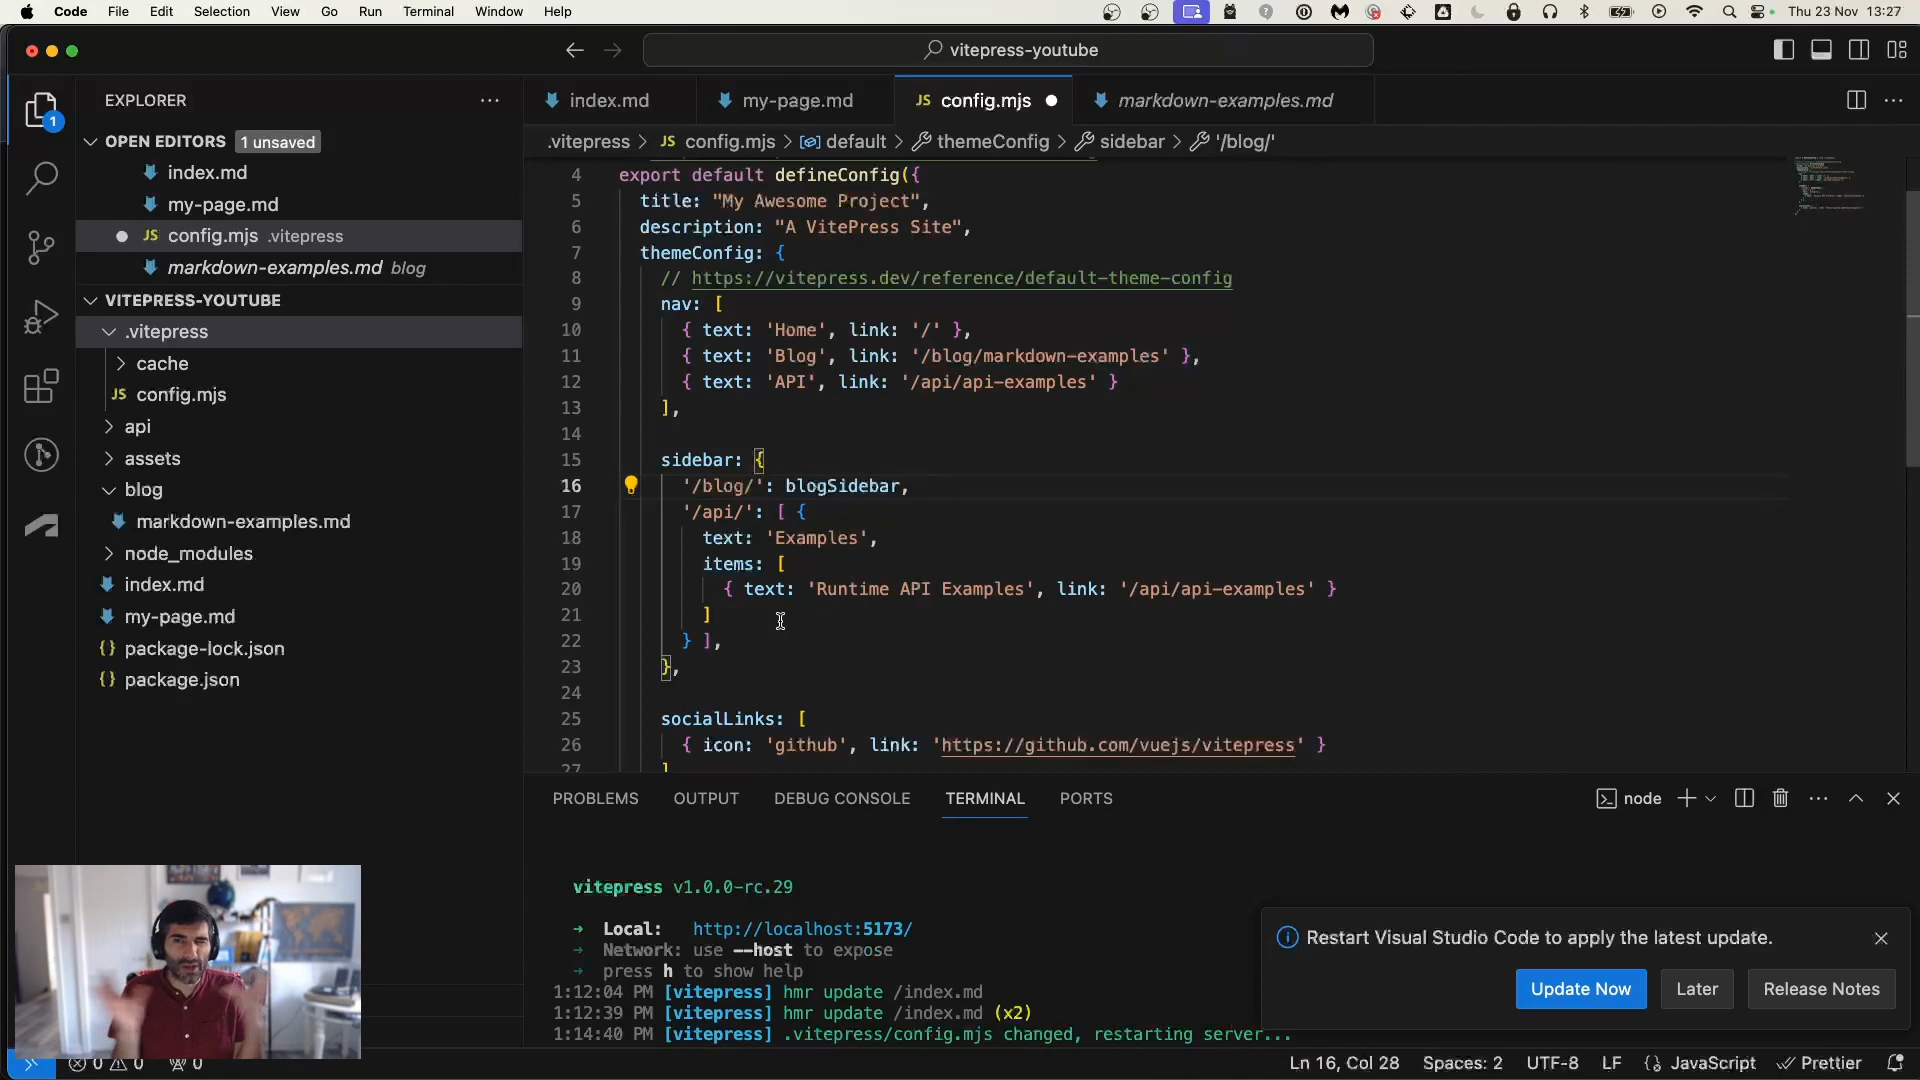 Code File Edit Selection View Go Run Terminal Window Help Thu 23 Nov 13:27
vitepress-youtube
EXPLORER
index.md my-page.md JS config.mjs markdown-examples.md
OPEN EDITORS 1 unsaved
.vitepress > JS config.mjs > default > themeConfig > sidebar > '/blog/'
index.md
my-page.md
JS config.mjs .vitepress
markdown-examples.md blog
VITEPRESS-YOUTUBE
.vitepress
cache
JS config.mjs
api
assets
blog
markdown-examples.md
node_modules
index.md
my-page.md
{} package-lock.json
{} package.json
1
4 export default defineConfig({
5 title: "My Awesome Project",
6 description: "A VitePress Site",
7 themeConfig: {
8 // https://vitepress.dev/reference/default-theme-config
9 nav: [
10 { text: 'Home', link: '/' },
11 { text: 'Blog', link: '/blog/markdown-examples' },
12 { text: 'API', link: '/api/api-examples' }
13 ],
14
15 sidebar: {
16 '/blog/': blogSidebar,
17 '/api/': [ {
18 text: 'Examples',
19 items: [
20 { text: 'Runtime API Examples', link: '/api/api-examples' }
21 ]
22 } ],
23 },
24
25 socialLinks: [
26 { icon: 'github', link: 'https://github.com/vuejs/vitepress' }
27 ]
PROBLEMS OUTPUT DEBUG CONSOLE TERMINAL PORTS node
vitepress v1.0.0-rc.29
➜ Local: http://localhost:5173/
➜ Network: use --host to expose
➜ press h to show help
1:12:04 PM [vitepress] hmr update /index.md
1:12:39 PM [vitepress] hmr update /index.md (x2)
1:14:40 PM [vitepress] .vitepress/config.mjs changed, restarting server...
Restart Visual Studio Code to apply the latest update.
Update Now Later Release Notes
0 0 0 Ln 16, Col 28 Spaces: 2 UTF-8 LF {} JavaScript Prettier